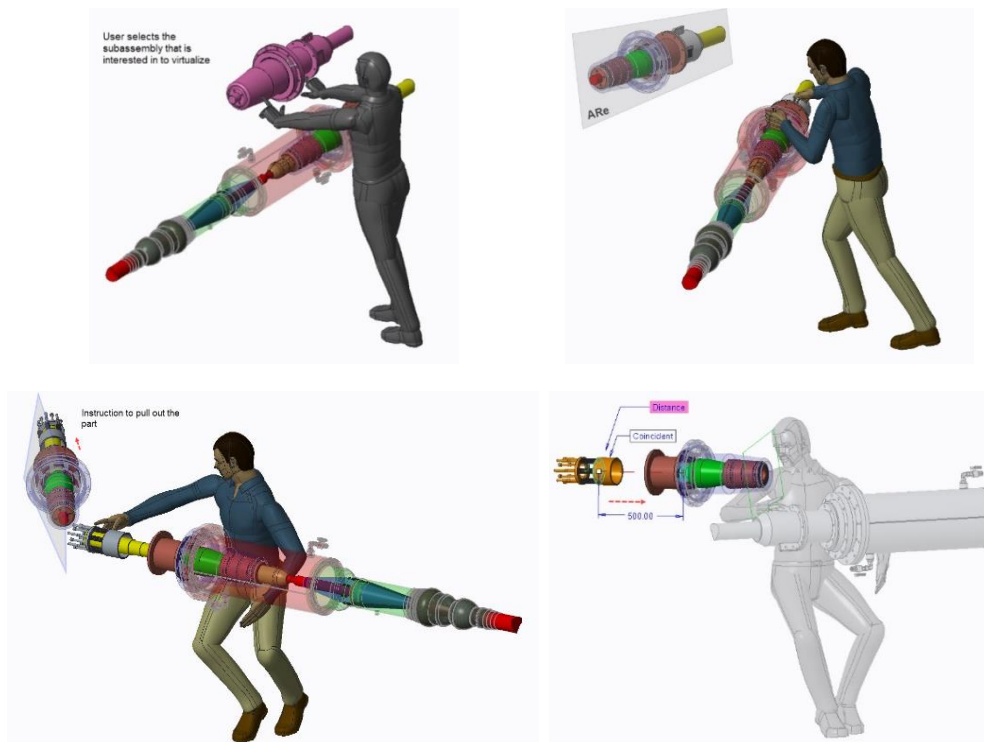 User selects the
subassembly that is
interested in to virtualize
ARe
Instruction to pull out the
part
Distance
Coincident
500.00